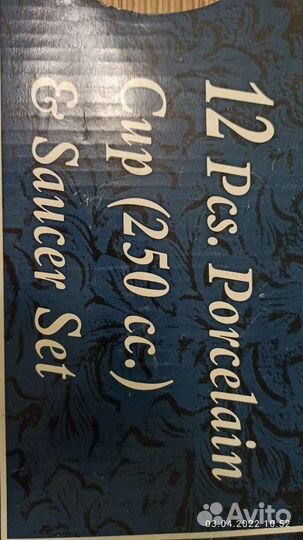 12 Pcs. Porcelain
Cup (250 cc.)
& Saucer Set
03.04.2022 10:52
Avito